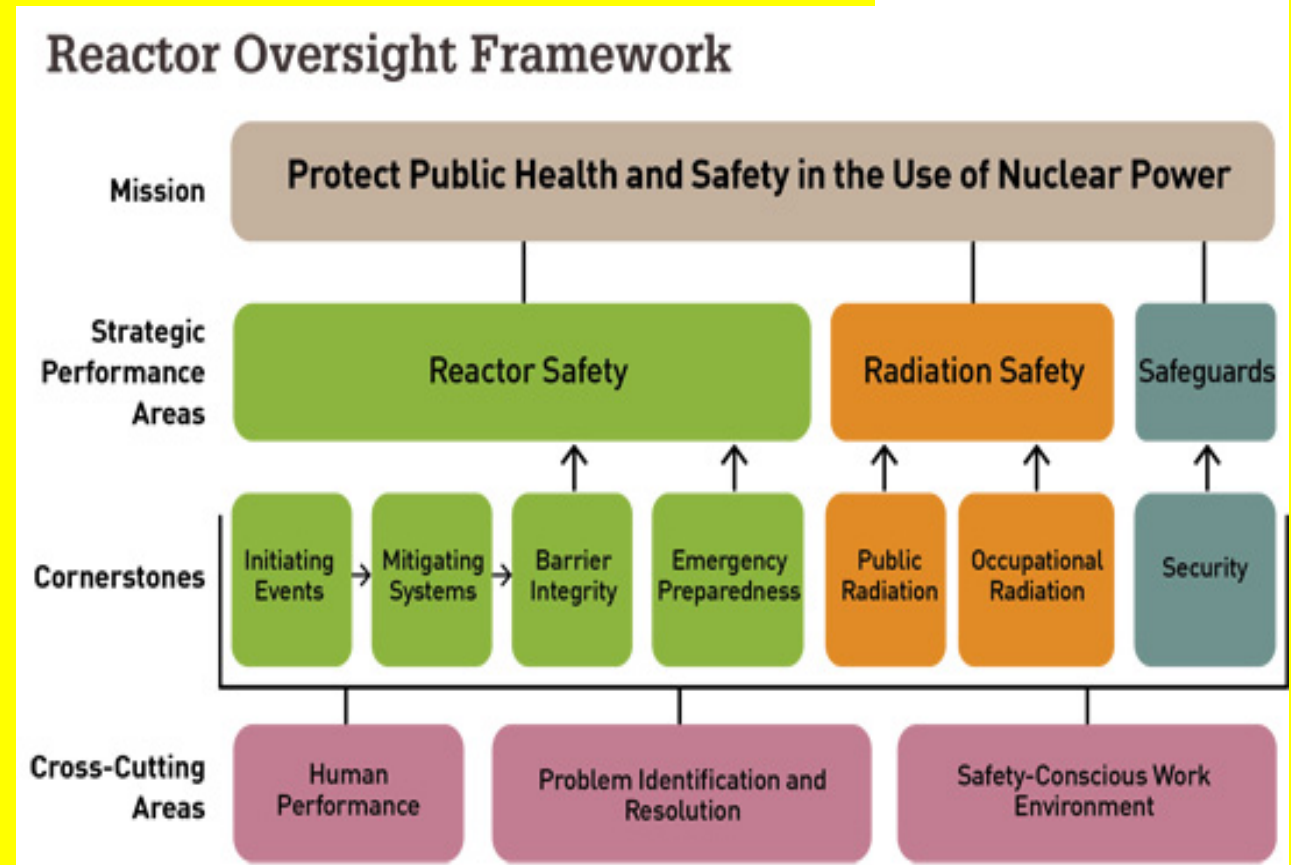 Reactor Oversight Framework
Mission
Protect Public Health and Safety in the Use of Nuclear Power
Strategic
Performance
Areas
Reactor Safety
Radiation Safety
Safeguards
Cornerstones
Initiating
Events
Mitigating
Systems
Barrier
Integrity
Emergency
Preparedness
Public
Radiation
Occupational
Radiation
Security
Cross-Cutting
Areas
Human
Performance
Problem Identification and
Resolution
Safety-Conscious Work
Environment